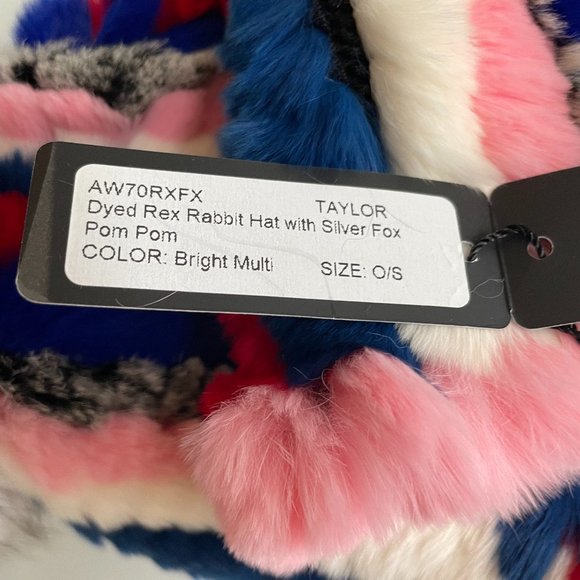 AW70RXFX TAYLOR
Dyed Rex Rabbit Hat with Silver Fox
Pom Pom
COLOR: Bright Multi SIZE: O/S